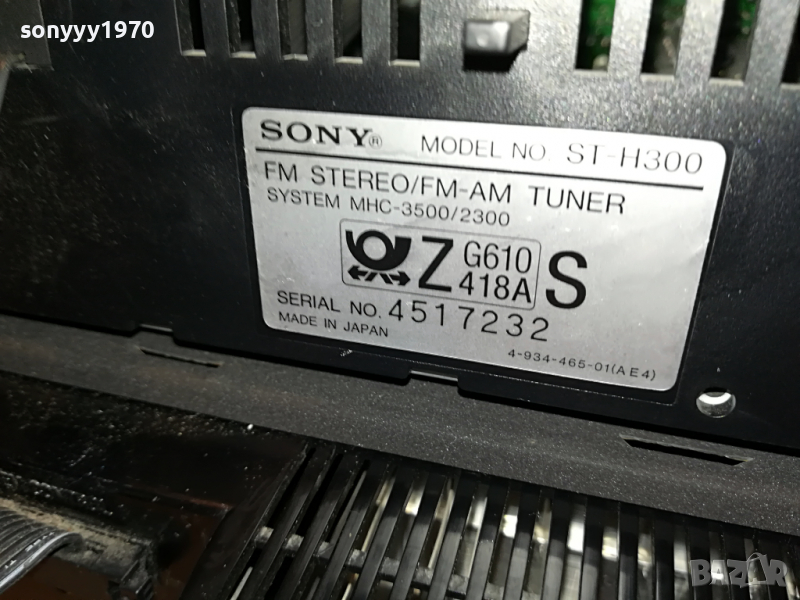 sonyyy1970
SONY® MODEL NO. ST-H300
FM STEREO/FM-AM TUNER
SYSTEM MHC-3500/2300
Z G610 S
418A
SERIAL NO. 4517232
MADE IN JAPAN
4-934-465-01(AE4)
BAZAR